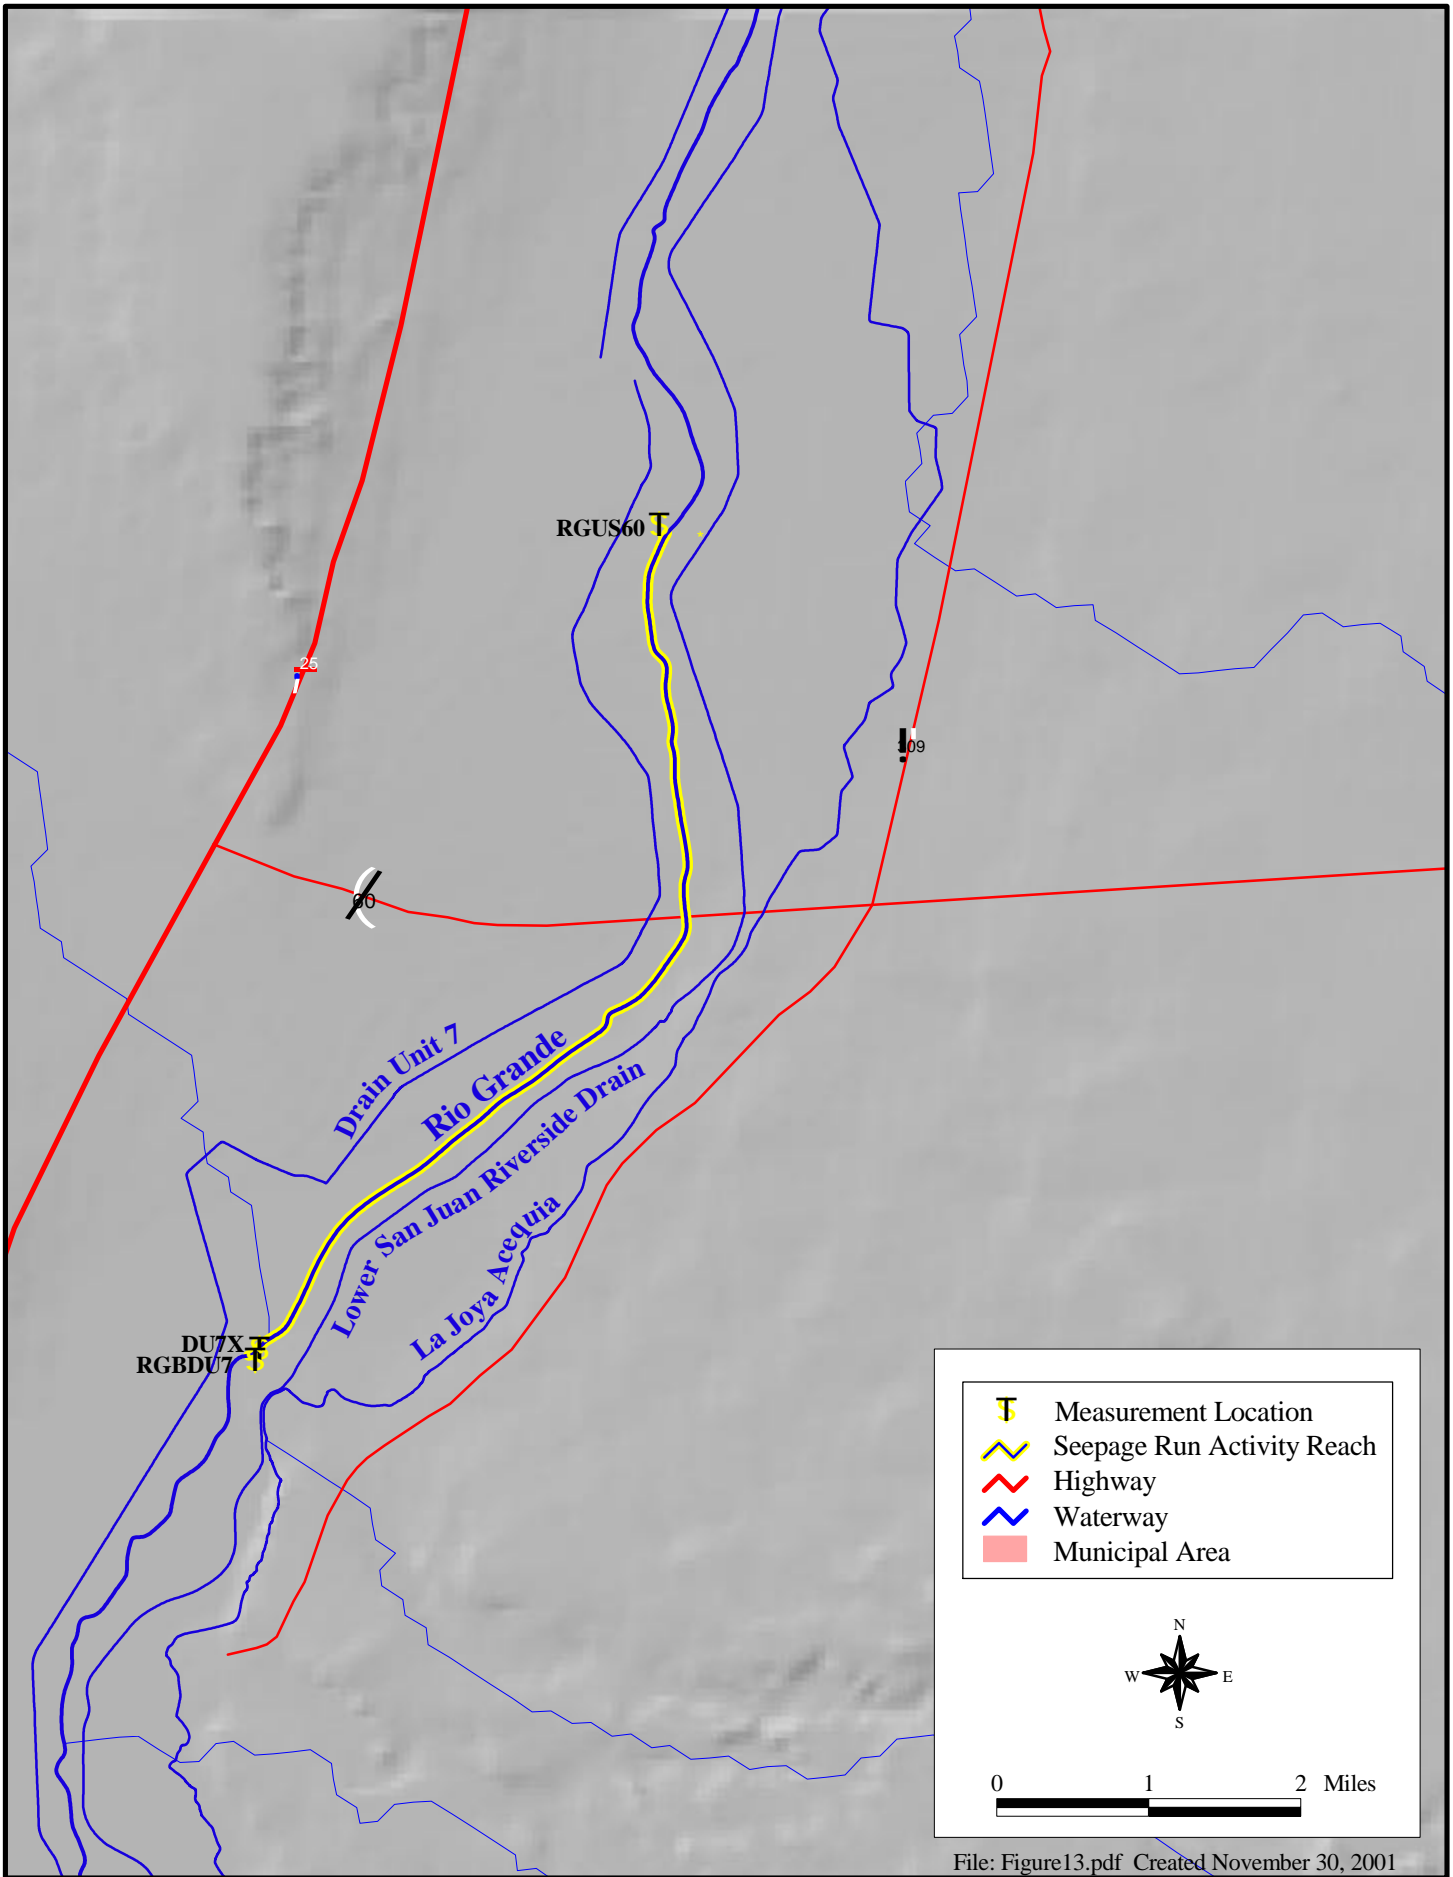 RGUS60
25
309
60
Drain Unit 7
Rio Grande
Lower San Juan Riverside Drain
La Joya Acequia
DU7X
RGBDU7
Measurement Location
Seepage Run Activity Reach
Highway
Waterway
Municipal Area
N
W E
S
0 1 2 Miles
File: Figure13.pdf Created November 30, 2001